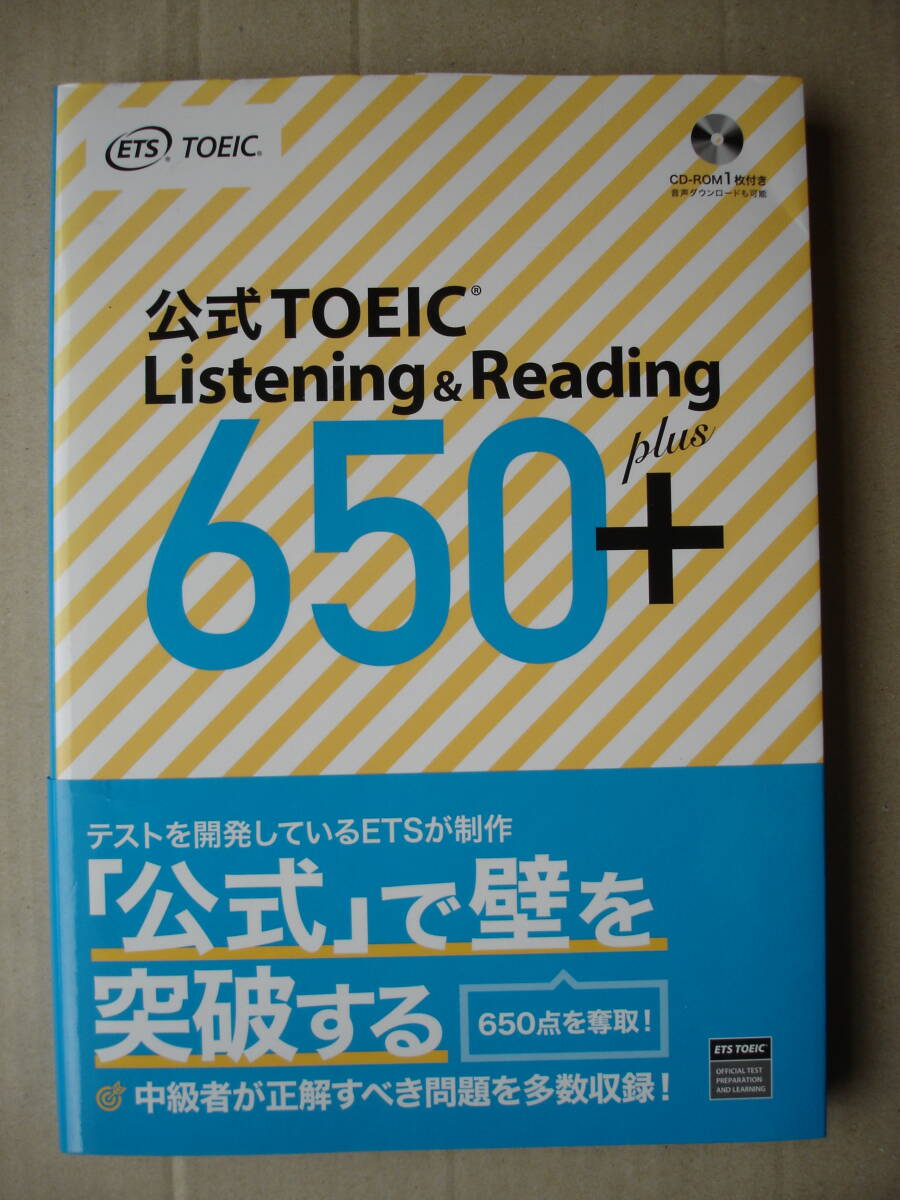 ETS® TOEIC®
CD-ROM1枚付き
音声ダウンロードも可能
公式TOEIC®
Listening & Reading
plus
650+
テストを開発しているETSが制作
「公式」で壁を
突破する
650点を奪取!
中級者が正解すべき問題を多数収録!
ETS TOEIC®
OFFICIAL TEST
PREPARATION
AND LEARNING